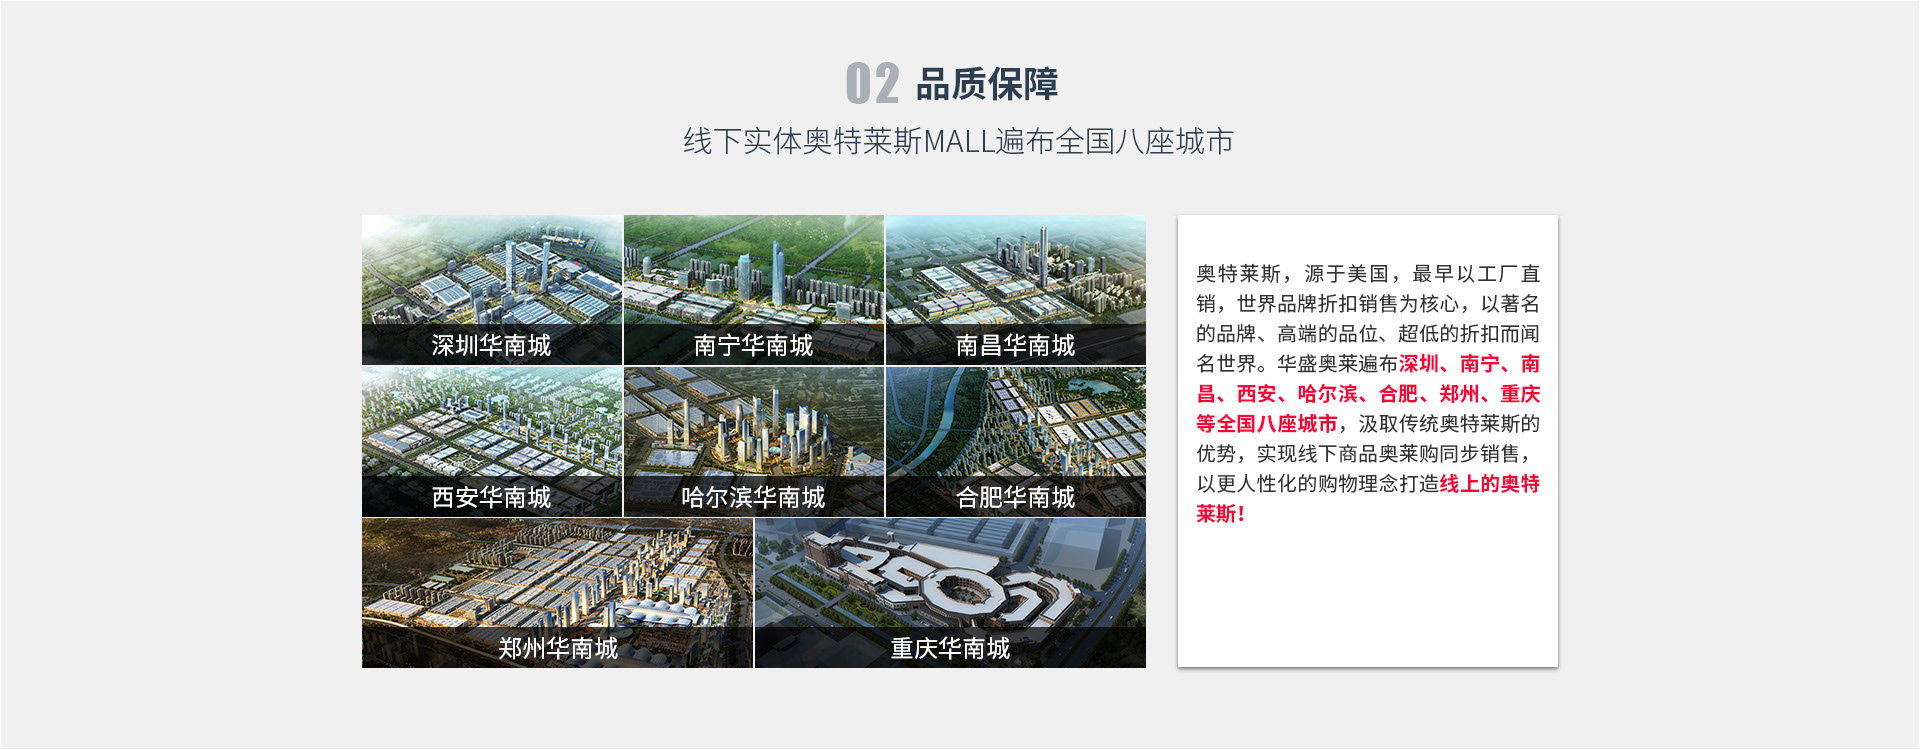 02 品质保障
线下实体奥特莱斯MALL遍布全国八座城市
深圳华南城
南宁华南城
南昌华南城
西安华南城
哈尔滨华南城
合肥华南城
郑州华南城
重庆华南城
奥特莱斯，源于美国，最早以工厂直
销，世界品牌折扣销售为核心，以著名
的品牌、高端的品位、超低的折扣而闻
名世界。华盛奥莱遍布深圳、南宁、南
昌、西安、哈尔滨、合肥、郑州、重庆
等全国八座城市，汲取传统奥特莱斯的
优势，实现线下商品奥莱购同步销售，
以更人性化的购物理念打造线上的奥特
莱斯！